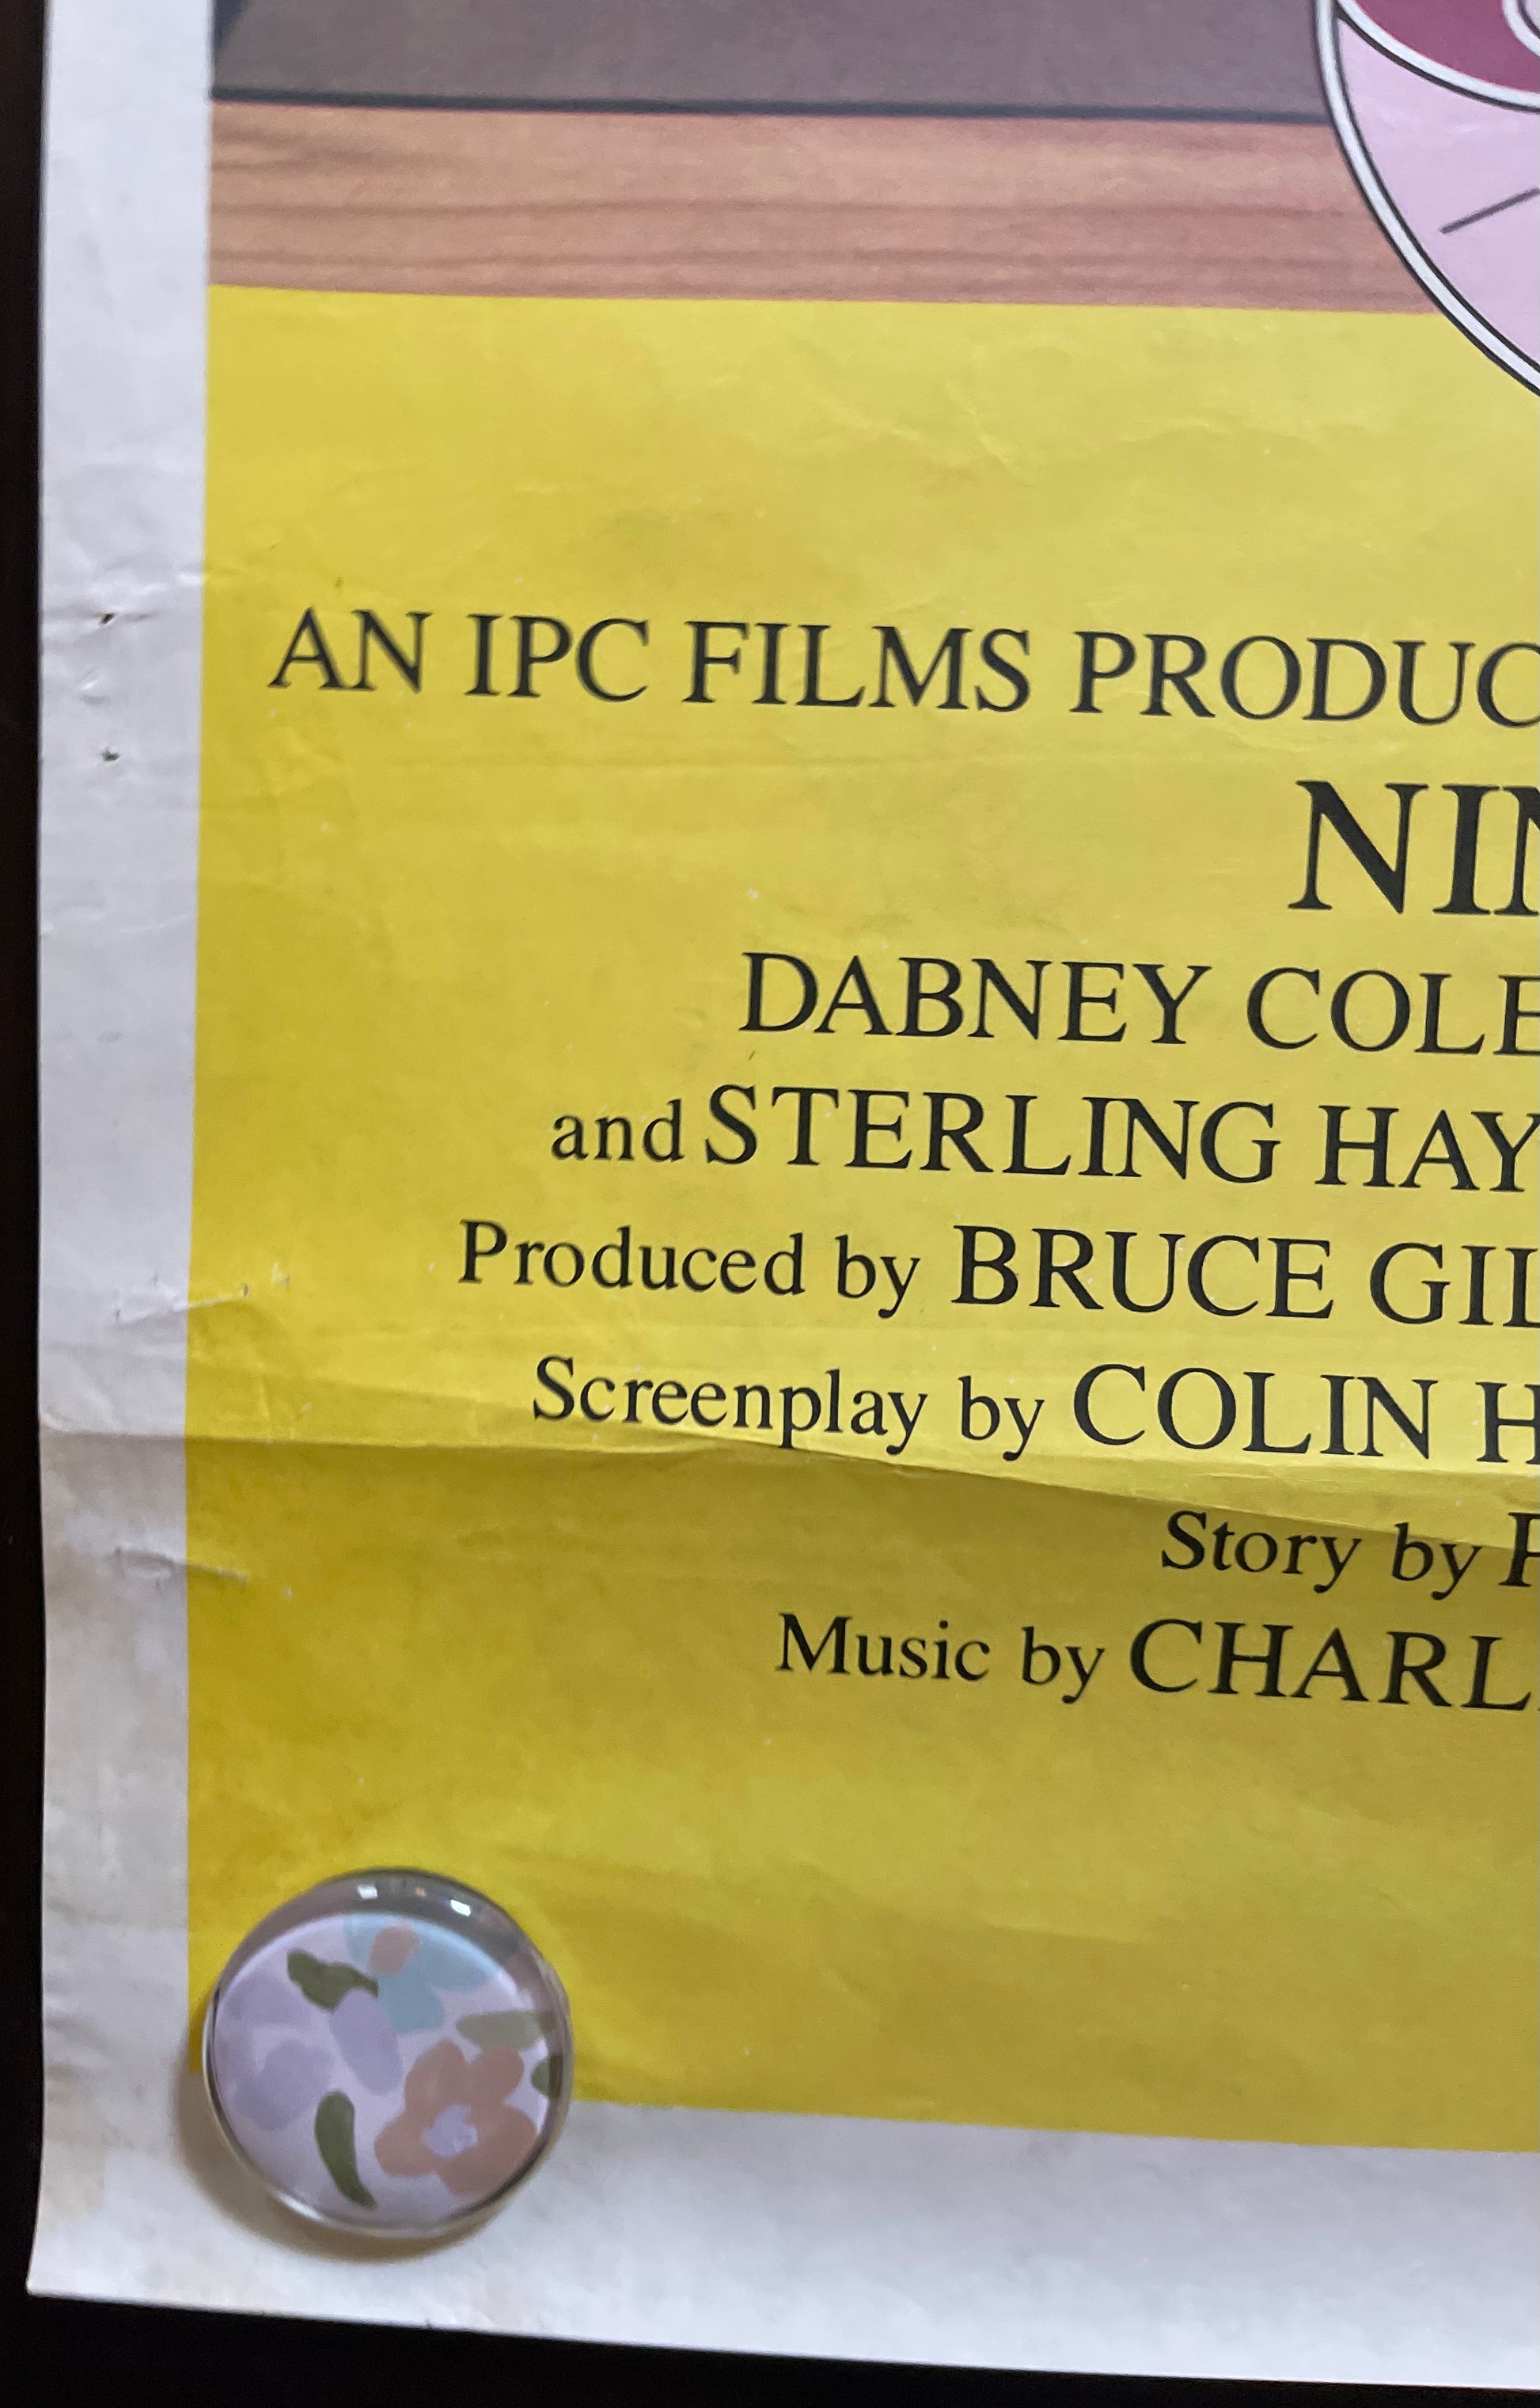 AN IPC FILMS PRODUC
NIN
DABNEY COLE
and STERLING HAY
Produced by BRUCE GIL
Screenplay by COLIN H
Story by
Music by CHARL